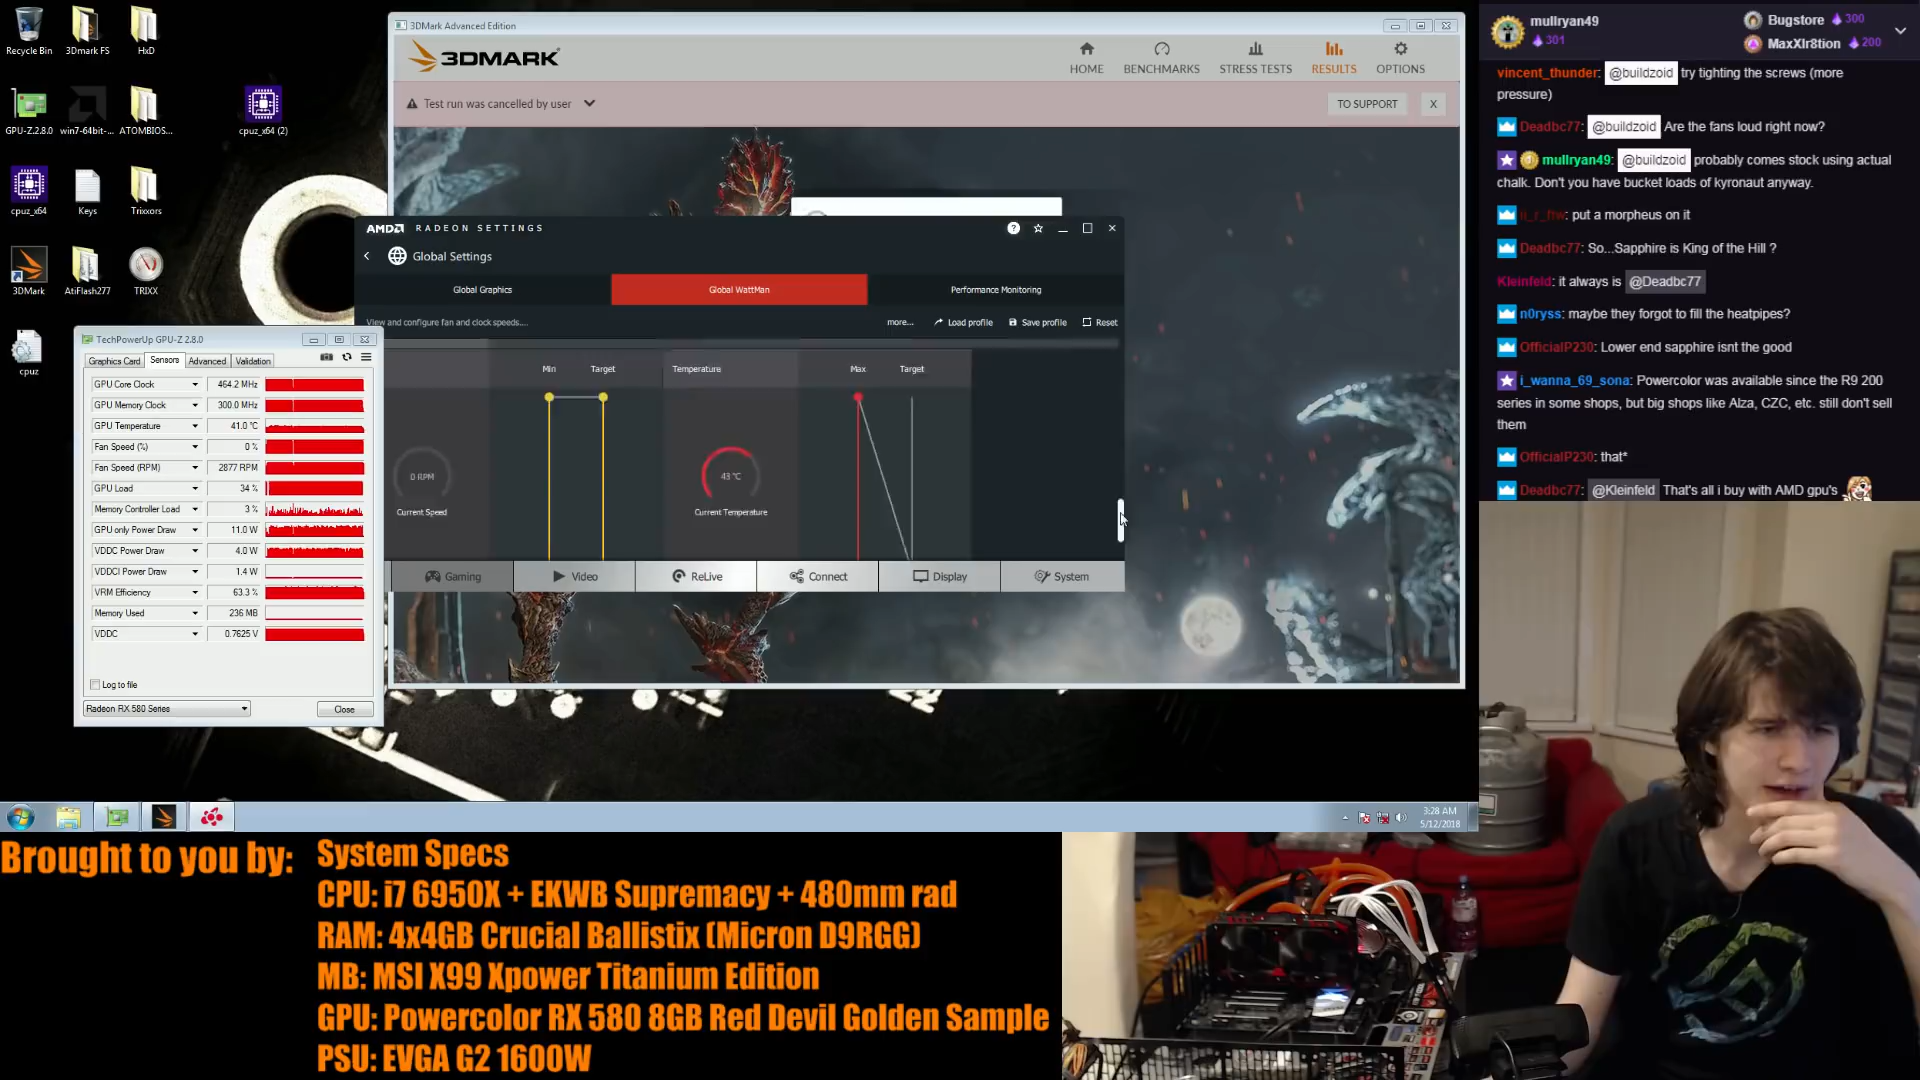 Recycle Bin
3Dmark FS
HxD
GPU-Z.2.8.0
win7-64bit-...
ATOMBIOS...
cpuz_x64 (2)
cpuz_x64
Keys
Trixxors
3DMark
AtiFlash277
TRIXX
cpuz
3DMark Advanced Edition
3DMARK
HOME
BENCHMARKS
STRESS TESTS
RESULTS
OPTIONS
Test run was cancelled by user
TO SUPPORT
X
AMD RADEON SETTINGS
Global Settings
Global Graphics
Global WattMan
Performance Monitoring
View and configure fan and clock speeds....
more...
Load profile
Save profile
Reset
Min
Target
Temperature
Max
Target
0 RPM
Current Speed
43 °C
Current Temperature
Gaming
Video
ReLive
Connect
Display
System
TechPowerUp GPU-Z 2.8.0
Graphics Card
Sensors
Advanced
Validation
GPU Core Clock 464.2 MHz
GPU Memory Clock 300.0 MHz
GPU Temperature 41.0 °C
Fan Speed (%) 0 %
Fan Speed (RPM) 2877 RPM
GPU Load 34 %
Memory Controller Load 3 %
GPU only Power Draw 11.0 W
VDDC Power Draw 4.0 W
VDDCI Power Draw 1.4 W
VRM Efficiency 63.3 %
Memory Used 236 MB
VDDC 0.7625 V
Log to file
Radeon RX 580 Series
Close
3:28 AM
5/12/2018
mullryan49
301
Bugstore 300
MaxXlr8tion 200
vincent_thunder: @buildzoid try tighting the screws (more
pressure)
Deadbc77: @buildzoid Are the fans loud right now?
mullryan49: @buildzoid probably comes stock using actual
chalk. Don't you have bucket loads of kyronaut anyway.
put a morpheus on it
Deadbc77: So...Sapphire is King of the Hill ?
Kleinfeld: it always is @Deadbc77
n0ryss: maybe they forgot to fill the heatpipes?
OfficialP230: Lower end sapphire isnt the good
i_wanna_69_sona: Powercolor was available since the R9 200
series in some shops, but big shops like Alza, CZC, etc. still don't sell
them
OfficialP230: that*
Deadbc77: @Kleinfeld That's all i buy with AMD gpu's
Brought to you by:
System Specs
CPU: i7 6950X + EKWB Supremacy + 480mm rad
RAM: 4x4GB Crucial Ballistix (Micron D9RGG)
MB: MSI X99 Xpower Titanium Edition
GPU: Powercolor RX 580 8GB Red Devil Golden Sample
PSU: EVGA G2 1600W